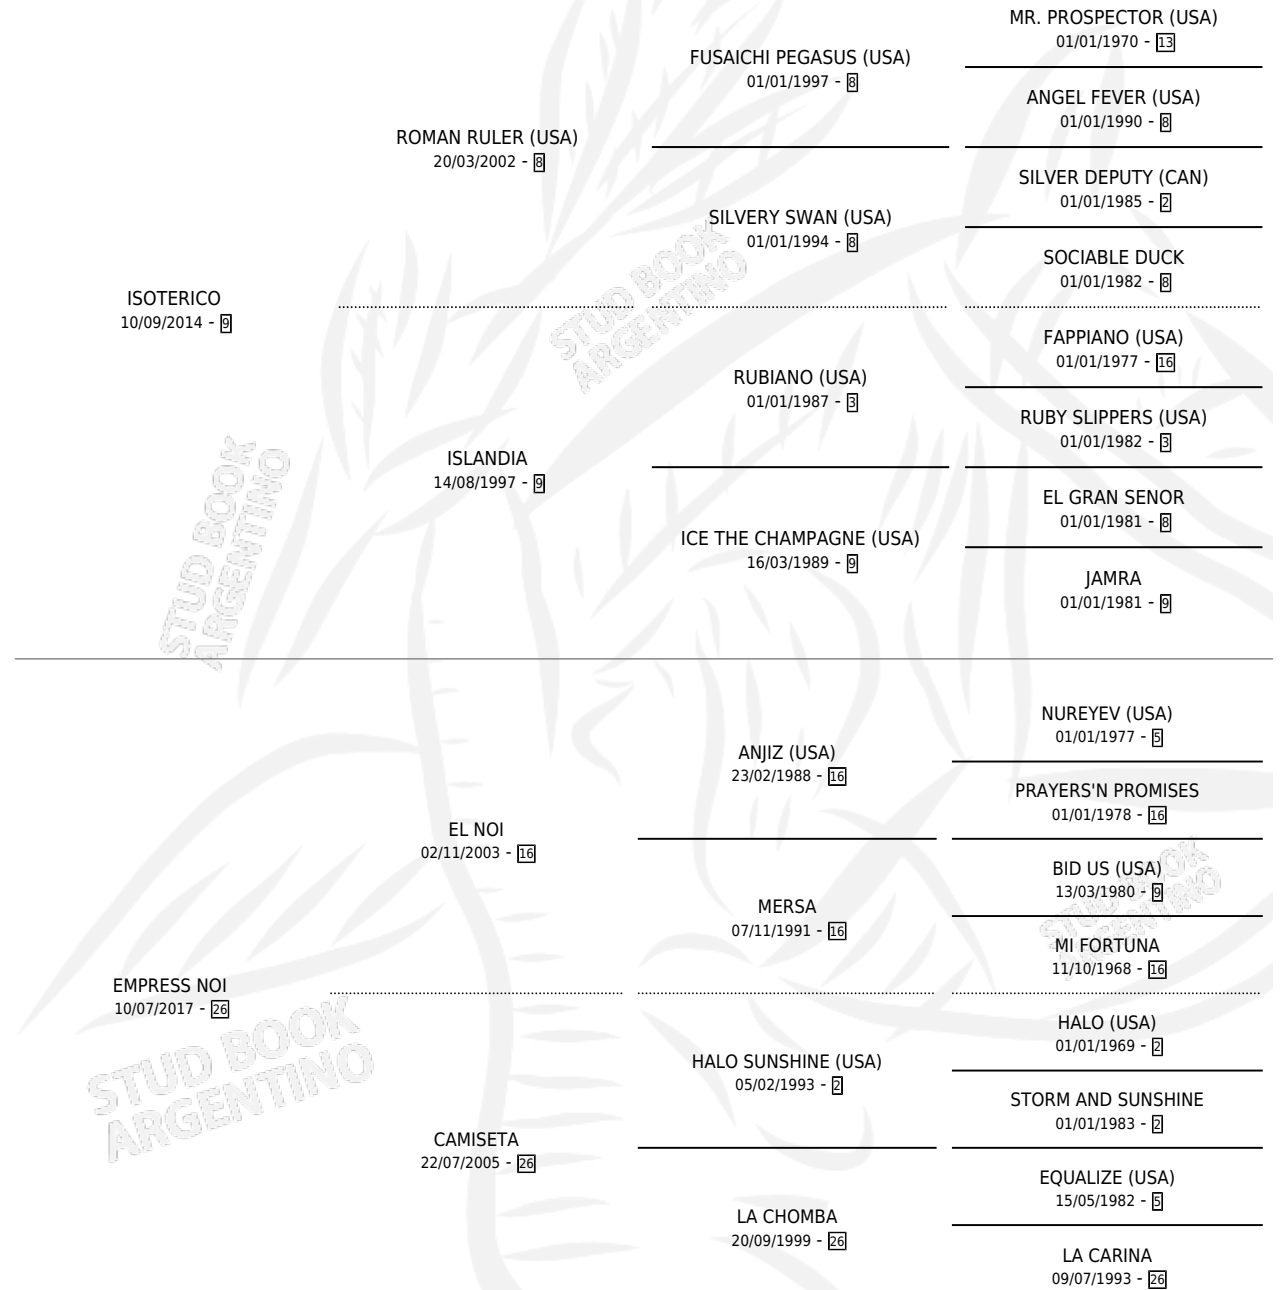 MR. PROSPECTOR (USA)
01/01/1970 - 13
FUSAICHI PEGASUS (USA)
01/01/1997 - 8
ANGEL FEVER (USA)
01/01/1990 - 8
ROMAN RULER (USA)
20/03/2002 - 8
SILVER DEPUTY (CAN)
01/01/1985 - 2
SILVERY SWAN (USA)
01/01/1994 - 8
SOCIABLE DUCK
01/01/1982 - 8
STUD BOOK
ARGENTINO
ISOTERICO
10/09/2014 - 9
FAPPIANO (USA)
01/01/1977 - 16
RUBIANO (USA)
01/01/1987 - 3
RUBY SLIPPERS (USA)
01/01/1982 - 3
ISLANDIA
14/08/1997 - 9
EL GRAN SENOR
01/01/1981 - 8
ICE THE CHAMPAGNE (USA)
16/03/1989 - 9
JAMRA
01/01/1981 - 9
STUD BOOK
ARGENTINO
NUREYEV (USA)
01/01/1977 - 5
ANJIZ (USA)
23/02/1988 - 16
PRAYERS'N PROMISES
01/01/1978 - 16
EL NOI
02/11/2003 - 16
BID US (USA)
13/03/1980 - 9
MERSA
07/11/1991 - 16
MI FORTUNA
11/10/1968 - 16
STUD BOOK
ARGENTINO
EMPRESS NOI
10/07/2017 - 26
HALO (USA)
01/01/1969 - 2
HALO SUNSHINE (USA)
05/02/1993 - 2
STORM AND SUNSHINE
01/01/1983 - 2
STUD BOOK
ARGENTINO
CAMISETA
22/07/2005 - 26
EQUALIZE (USA)
15/05/1982 - 5
LA CHOMBA
20/09/1999 - 26
LA CARINA
09/07/1993 - 26